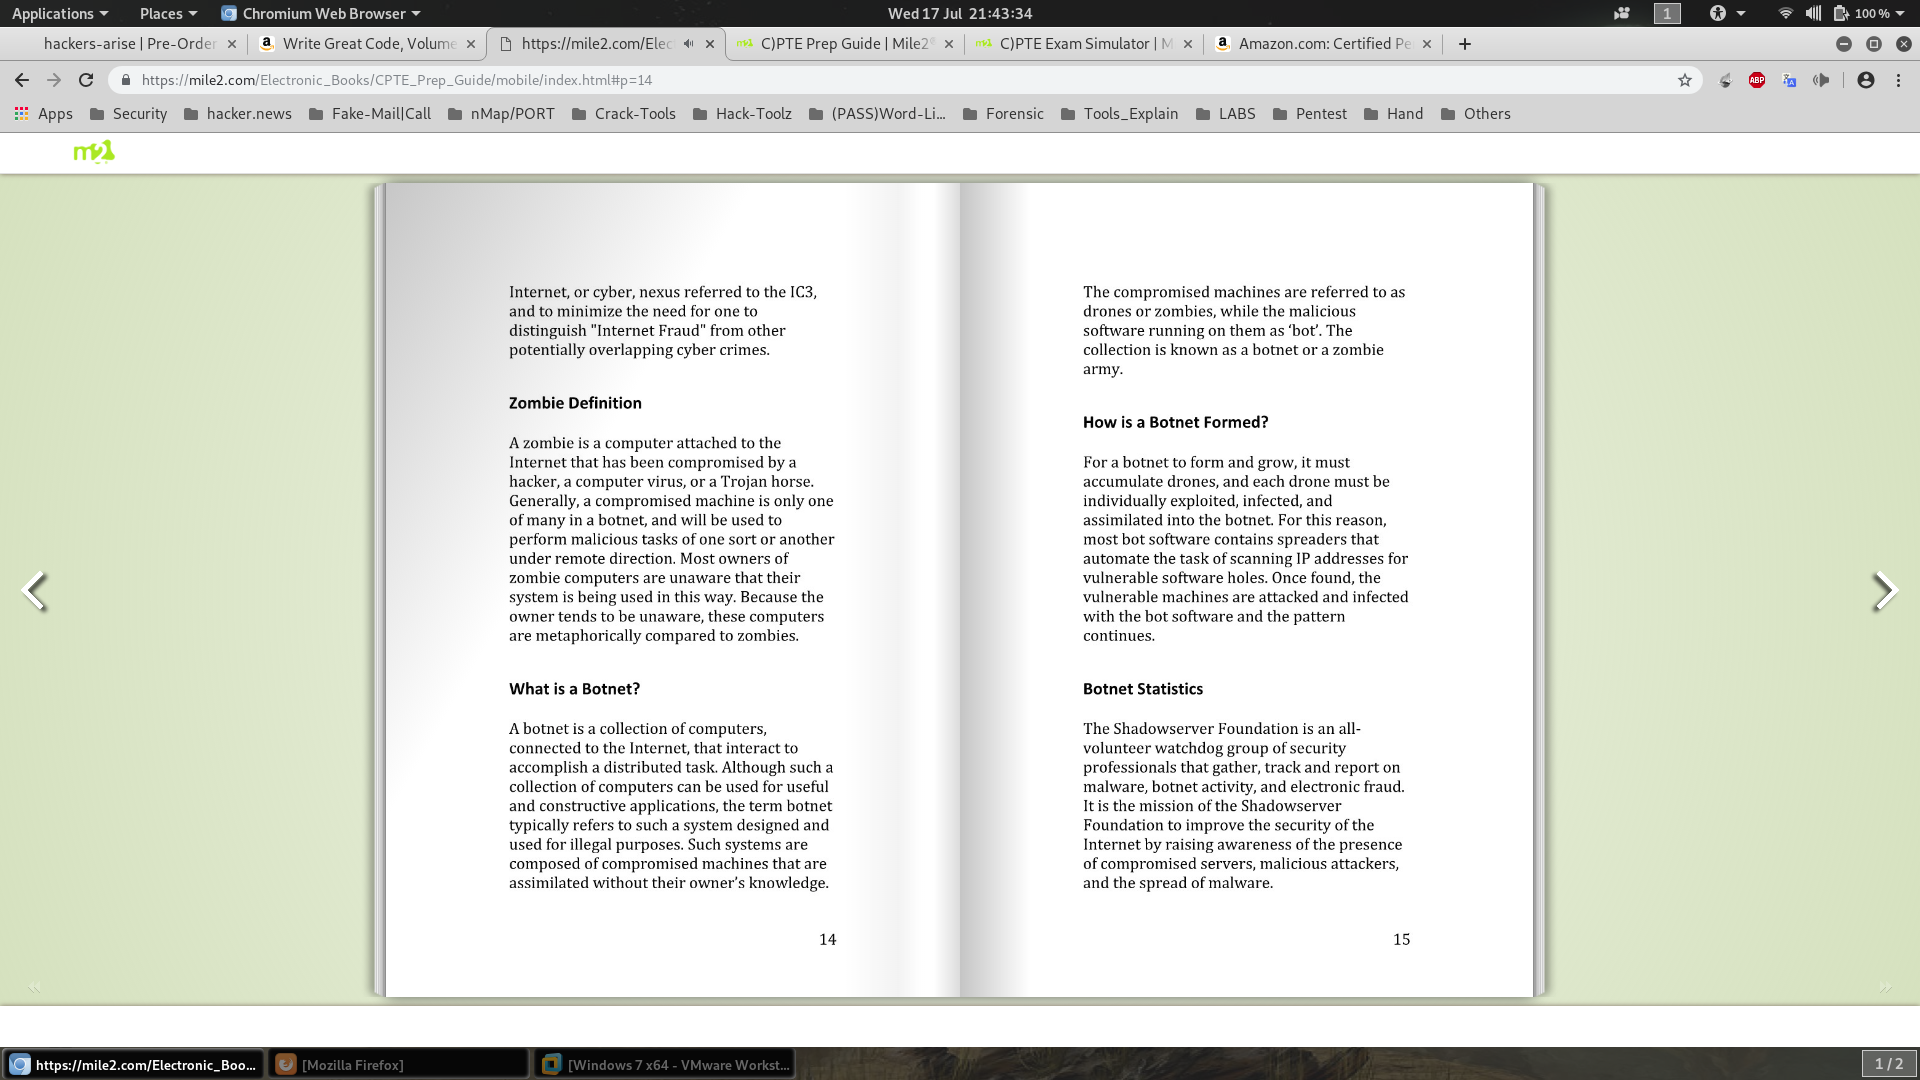 Applications
Places
Chromium Web Browser
Wed 17 Jul 21:43:34
1
100 %
hackers-arise | Pre-Order
Write Great Code, Volume
https://mile2.com/Elec
C)PTE Prep Guide | Mile2
C)PTE Exam Simulator | M
Amazon.com: Certified Pe
https://mile2.com/Electronic_Books/CPTE_Prep_Guide/mobile/index.html#p=14
ABP
Apps
Security
hacker.news
Fake-Mail|Call
nMap/PORT
Crack-Tools
Hack-Toolz
(PASS)Word-Li...
Forensic
Tools_Explain
LABS
Pentest
Hand
Others
m2
Internet, or cyber, nexus referred to the IC3,
and to minimize the need for one to
distinguish "Internet Fraud" from other
potentially overlapping cyber crimes.
Zombie Definition
A zombie is a computer attached to the
Internet that has been compromised by a
hacker, a computer virus, or a Trojan horse.
Generally, a compromised machine is only one
of many in a botnet, and will be used to
perform malicious tasks of one sort or another
under remote direction. Most owners of
zombie computers are unaware that their
system is being used in this way. Because the
owner tends to be unaware, these computers
are metaphorically compared to zombies.
What is a Botnet?
A botnet is a collection of computers,
connected to the Internet, that interact to
accomplish a distributed task. Although such a
collection of computers can be used for useful
and constructive applications, the term botnet
typically refers to such a system designed and
used for illegal purposes. Such systems are
composed of compromised machines that are
assimilated without their owner’s knowledge.
14
The compromised machines are referred to as
drones or zombies, while the malicious
software running on them as ‘bot’. The
collection is known as a botnet or a zombie
army.
How is a Botnet Formed?
For a botnet to form and grow, it must
accumulate drones, and each drone must be
individually exploited, infected, and
assimilated into the botnet. For this reason,
most bot software contains spreaders that
automate the task of scanning IP addresses for
vulnerable software holes. Once found, the
vulnerable machines are attacked and infected
with the bot software and the pattern
continues.
Botnet Statistics
The Shadowserver Foundation is an all-
volunteer watchdog group of security
professionals that gather, track and report on
malware, botnet activity, and electronic fraud.
It is the mission of the Shadowserver
Foundation to improve the security of the
Internet by raising awareness of the presence
of compromised servers, malicious attackers,
and the spread of malware.
15
https://mile2.com/Electronic_Boo...
[Mozilla Firefox]
[Windows 7 x64 - VMware Workst...
1 / 2